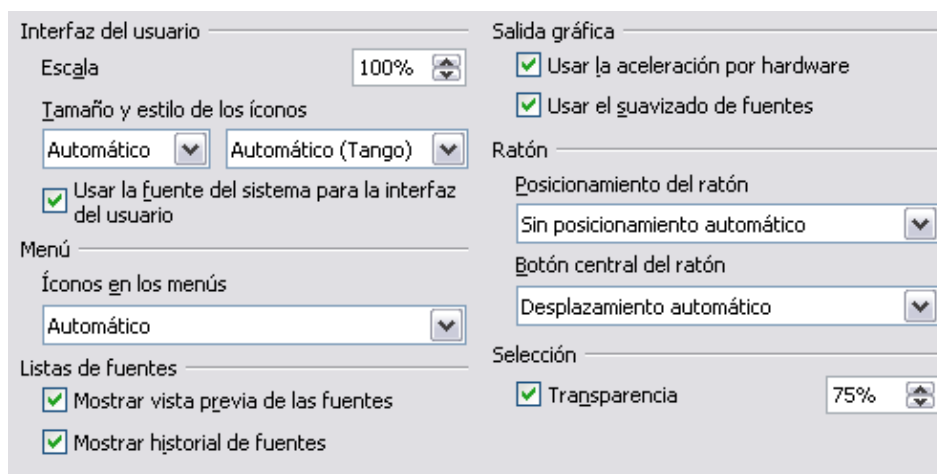 Interfaz del usuario
Escala
100%
Tamaño y estilo de los íconos
Automático
Automático (Tango)
Usar la fuente del sistema para la interfaz
del usuario
Menú
Íconos en los menús
Automático
Listas de fuentes
Mostrar vista previa de las fuentes
Mostrar historial de fuentes
Salida gráfica
Usar la aceleración por hardware
Usar el suavizado de fuentes
Ratón
Posicionamiento del ratón
Sin posicionamiento automático
Botón central del ratón
Desplazamiento automático
Selección
Transparencia
75%